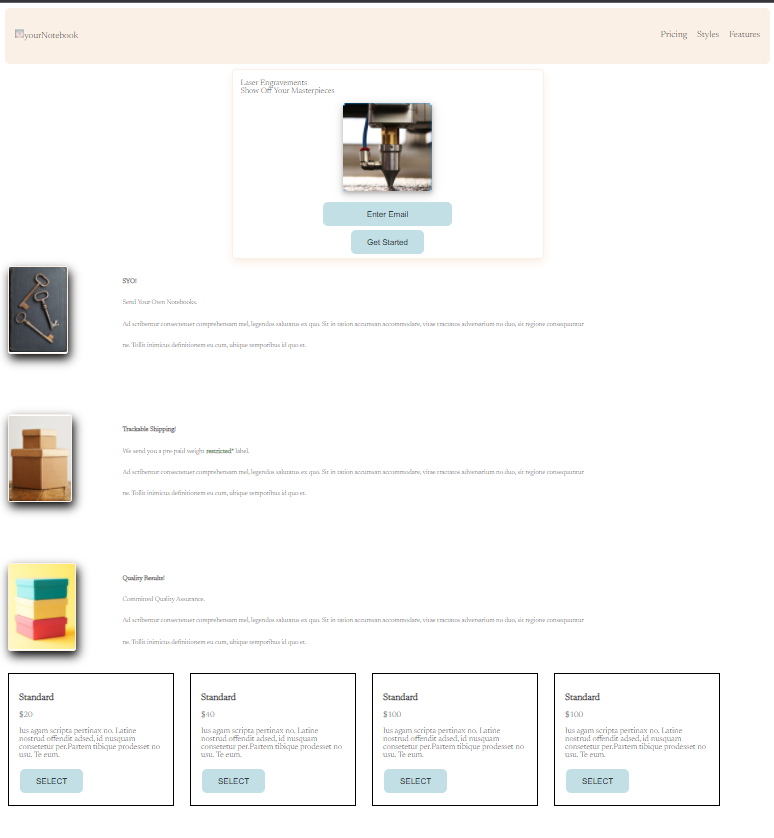 yourNotebook
Pricing Styles Features
Laser Engravements
Show Off Your Masterpieces
Enter Email
Get Started
SYO!
Send Your Own Notebooks.
Ad scribentur consectetuer comprehensam mel, legendos salutatus ex quo. Sit in tation accumsan accommodare, vitae tractatos adversarium no duo, sit regione consequuntur
ne. Tollit inimicus definitionem eu cum, ubique temporibus id quo et.
Trackable Shipping!
We send you a pre-paid weight restricted* label.
Ad scribentur consectetuer comprehensam mel, legendos salutatus ex quo. Sit in tation accumsan accommodare, vitae tractatos adversarium no duo, sit regione consequuntur
ne. Tollit inimicus definitionem eu cum, ubique temporibus id quo et.
Quality Results!
Committed Quality Assurance.
Ad scribentur consectetuer comprehensam mel, legendos salutatus ex quo. Sit in tation accumsan accommodare, vitae tractatos adversarium no duo, sit regione consequuntur
ne. Tollit inimicus definitionem eu cum, ubique temporibus id quo et.
Standard
$20
Ius agam scripta pertinax no. Latine
nostrud offendit adsed, id nusquam
consetetur per.Partem tibique prodesset no
usu. Te eum.
SELECT
Standard
$40
Ius agam scripta pertinax no. Latine
nostrud offendit adsed, id nusquam
consetetur per.Partem tibique prodesset no
usu. Te eum.
SELECT
Standard
$100
Ius agam scripta pertinax no. Latine
nostrud offendit adsed, id nusquam
consetetur per.Partem tibique prodesset no
usu. Te eum.
SELECT
Standard
$100
Ius agam scripta pertinax no. Latine
nostrud offendit adsed, id nusquam
consetetur per.Partem tibique prodesset no
usu. Te eum.
SELECT